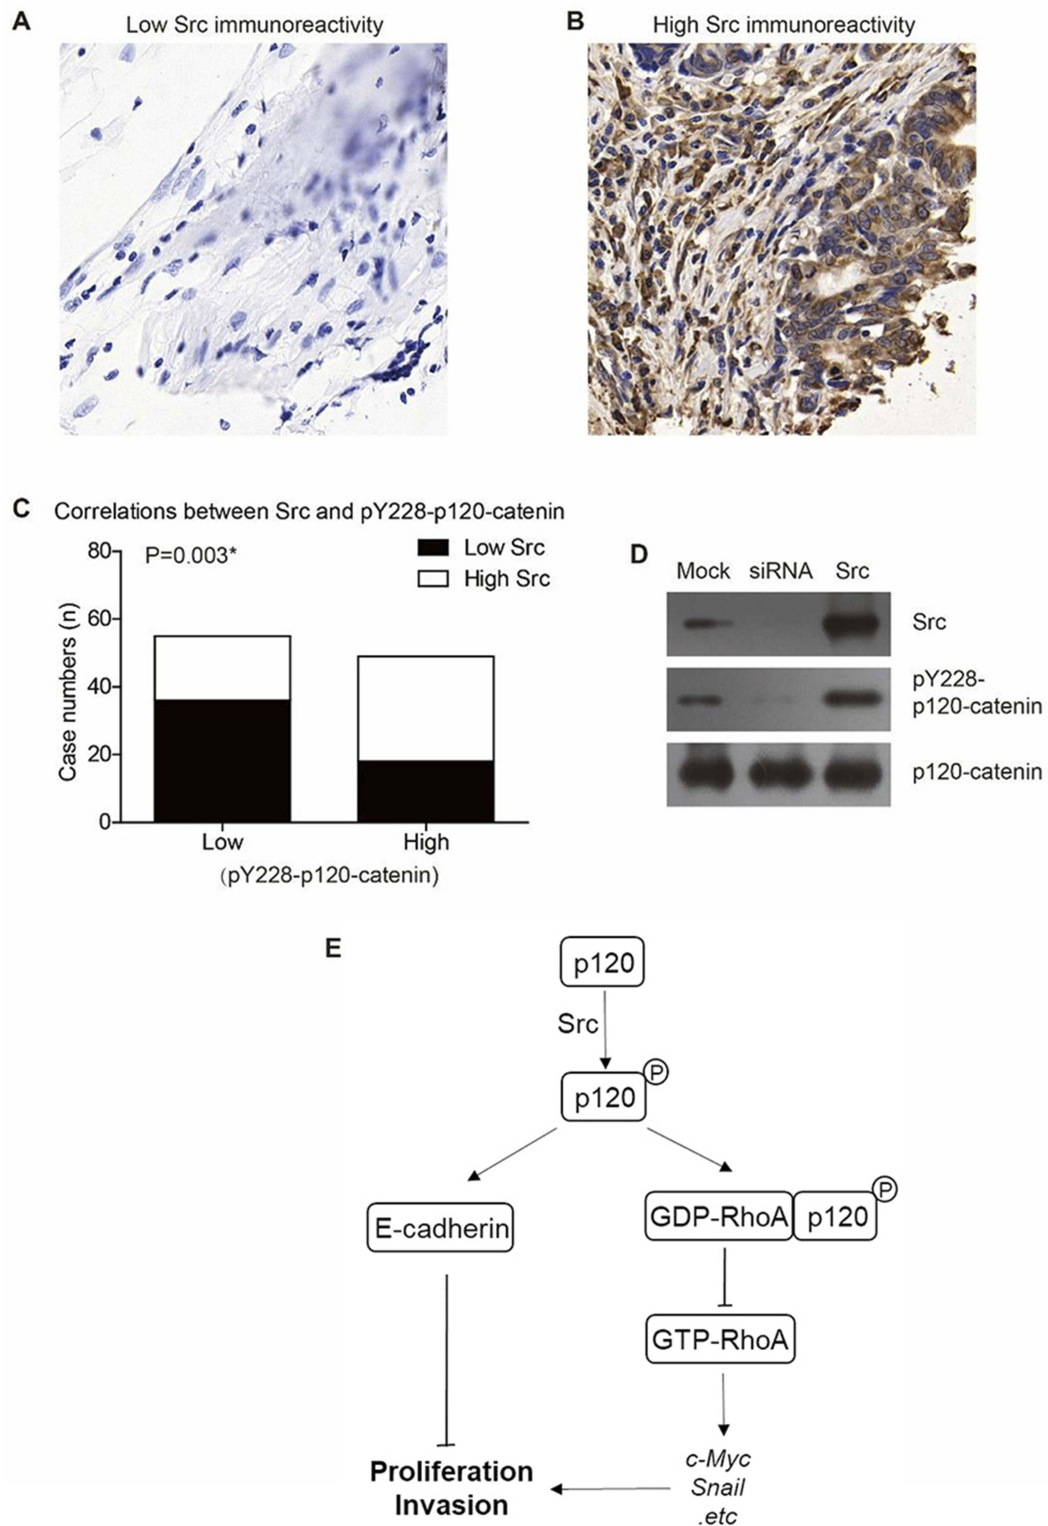 A Low Src immunoreactivity
B High Src immunoreactivity
C Correlations between Src and pY228-p120-catenin
P=0.003*
Low Src
High Src
Case numbers (n)
80
60
40
20
0
Low High
(pY228-p120-catenin)
D
Mock siRNA Src
Src
pY228-
p120-catenin
p120-catenin
E
p120
Src
p120 P
E-cadherin
GDP-RhoA p120 P
GTP-RhoA
c-Myc
Snail
.etc
Proliferation
Invasion